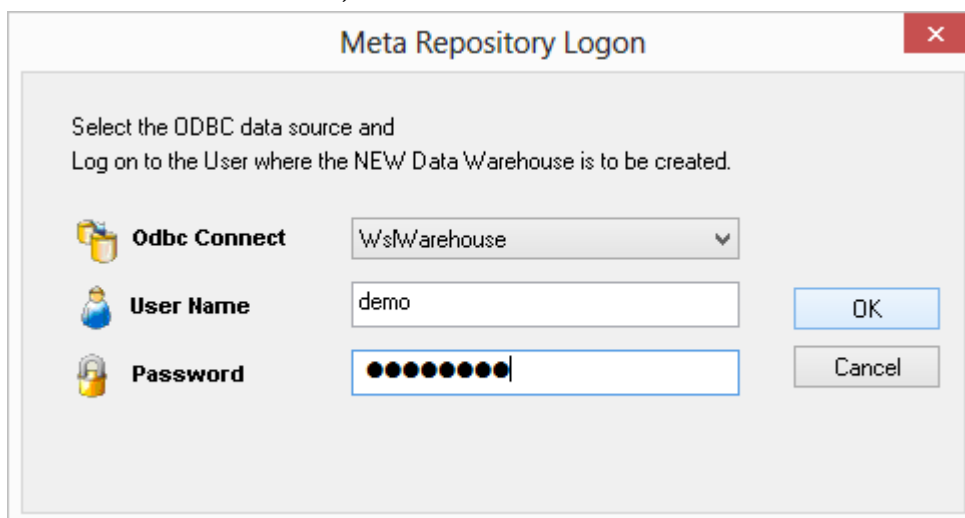 Meta Repository Logon
Select the ODBC data source and
Log on to the User where the NEW Data Warehouse is to be created.
Odbc Connect
WslWarehouse
User Name
demo
OK
Password
●●●●●●●●
Cancel